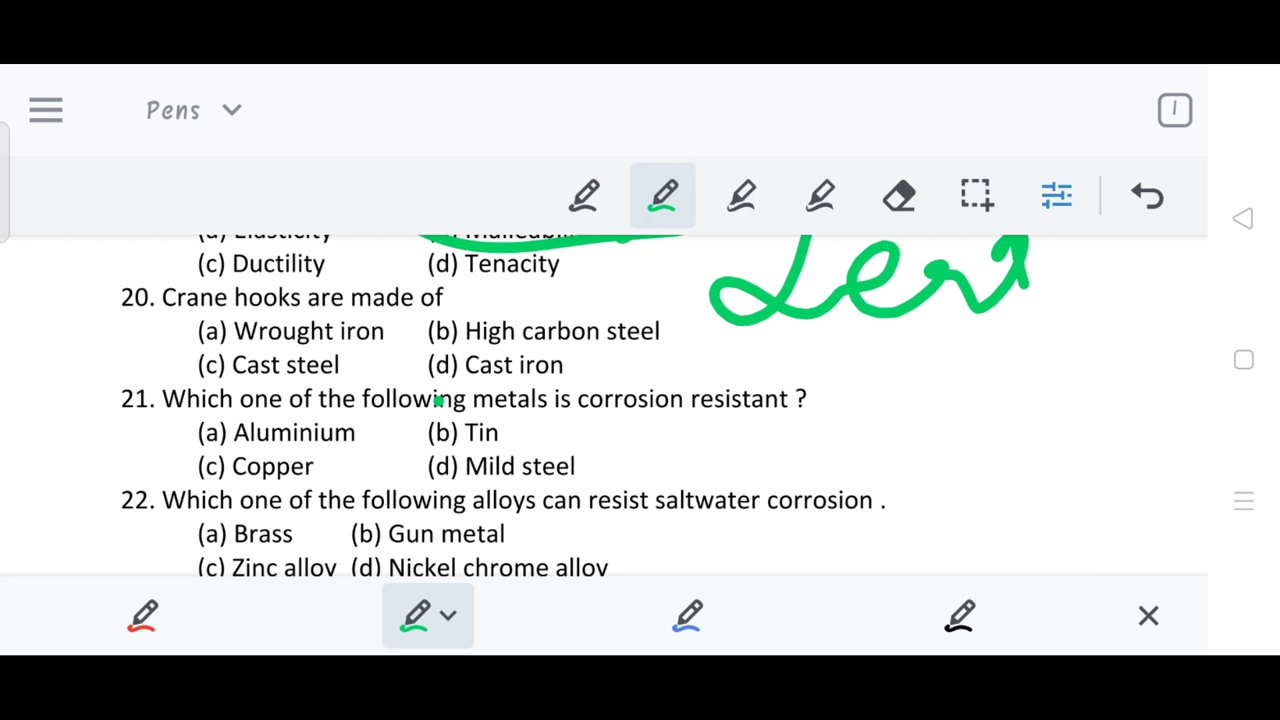 Pens
(a) Elasticity
(c) Ductility (d) Tenacity
20. Crane hooks are made of
(a) Wrought iron (b) High carbon steel
(c) Cast steel (d) Cast iron
21. Which one of the following metals is corrosion resistant ?
(a) Aluminium (b) Tin
(c) Copper (d) Mild steel
22. Which one of the following alloys can resist saltwater corrosion .
(a) Brass (b) Gun metal
(c) Zinc alloy (d) Nickel chrome alloy